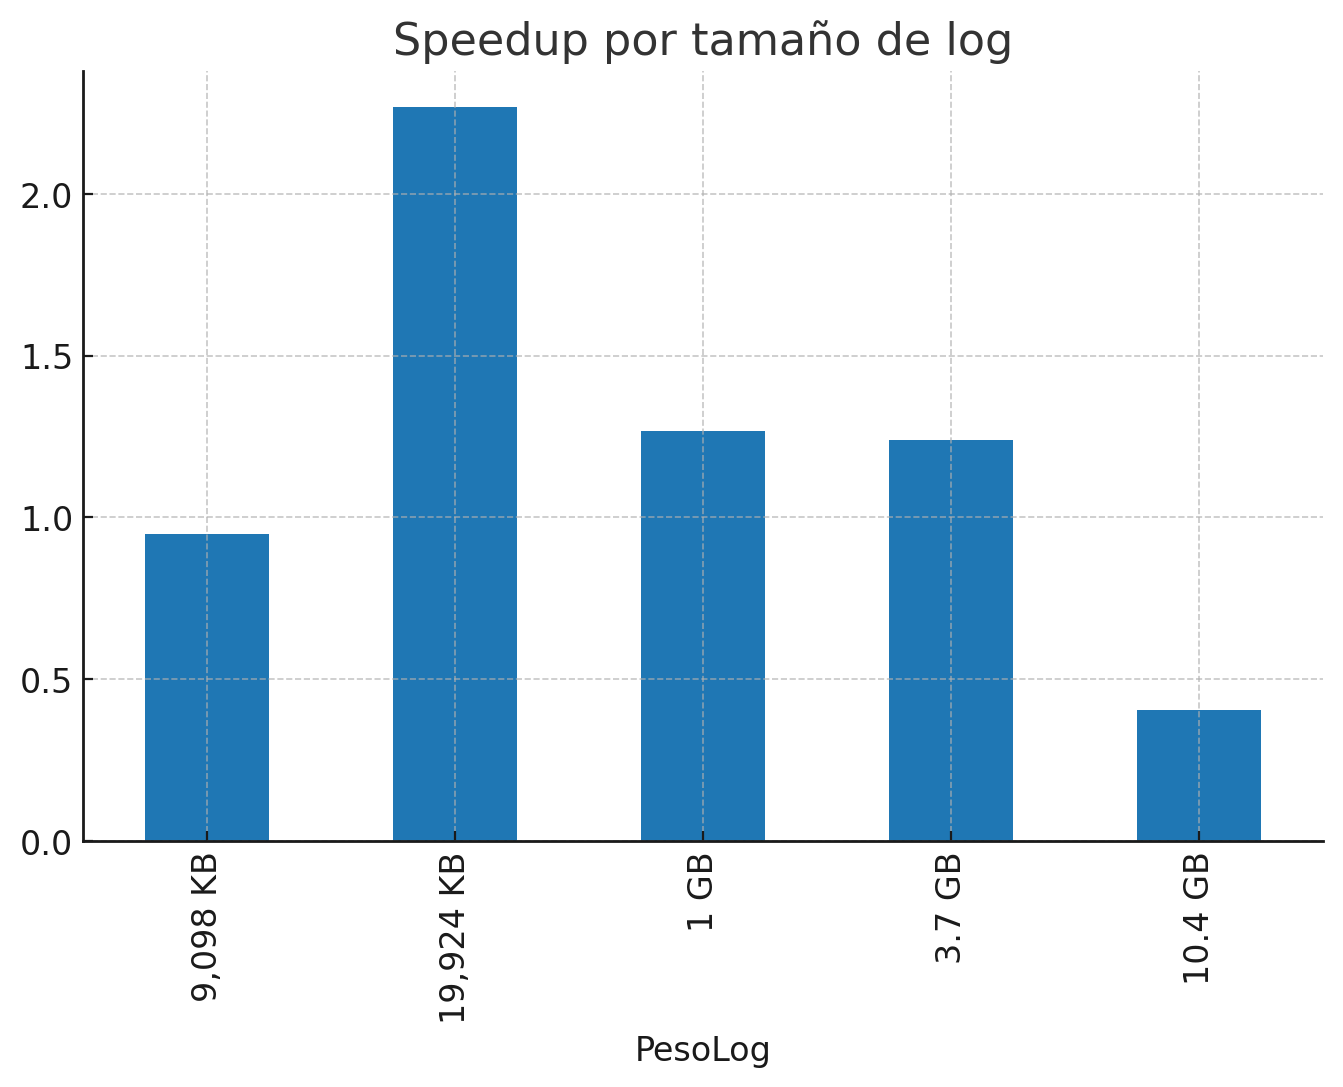 Speedup por tamaño de log
2.0
1.5
1.0
0.5
0.0
9,098 KB
19,924 KB
1 GB
3.7 GB
10.4 GB
PesoLog